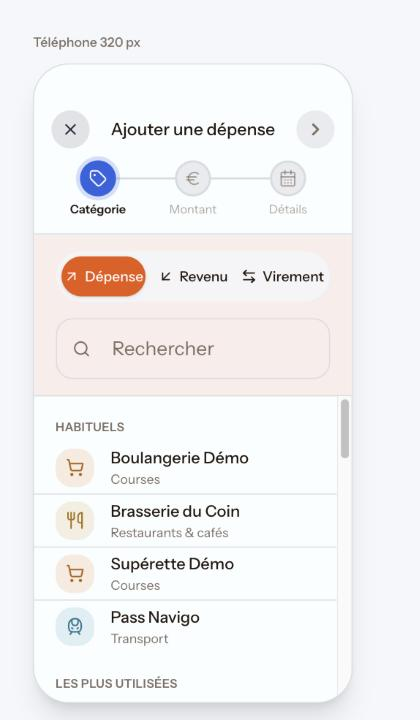 Téléphone 320 px
Ajouter une dépense
Catégorie
Montant
Détails
Dépense
Revenu
Virement
Rechercher
HABITUELS
Boulangerie Démo
Courses
Brasserie du Coin
Restaurants & cafés
Supérette Démo
Courses
Pass Navigo
Transport
LES PLUS UTILISÉES